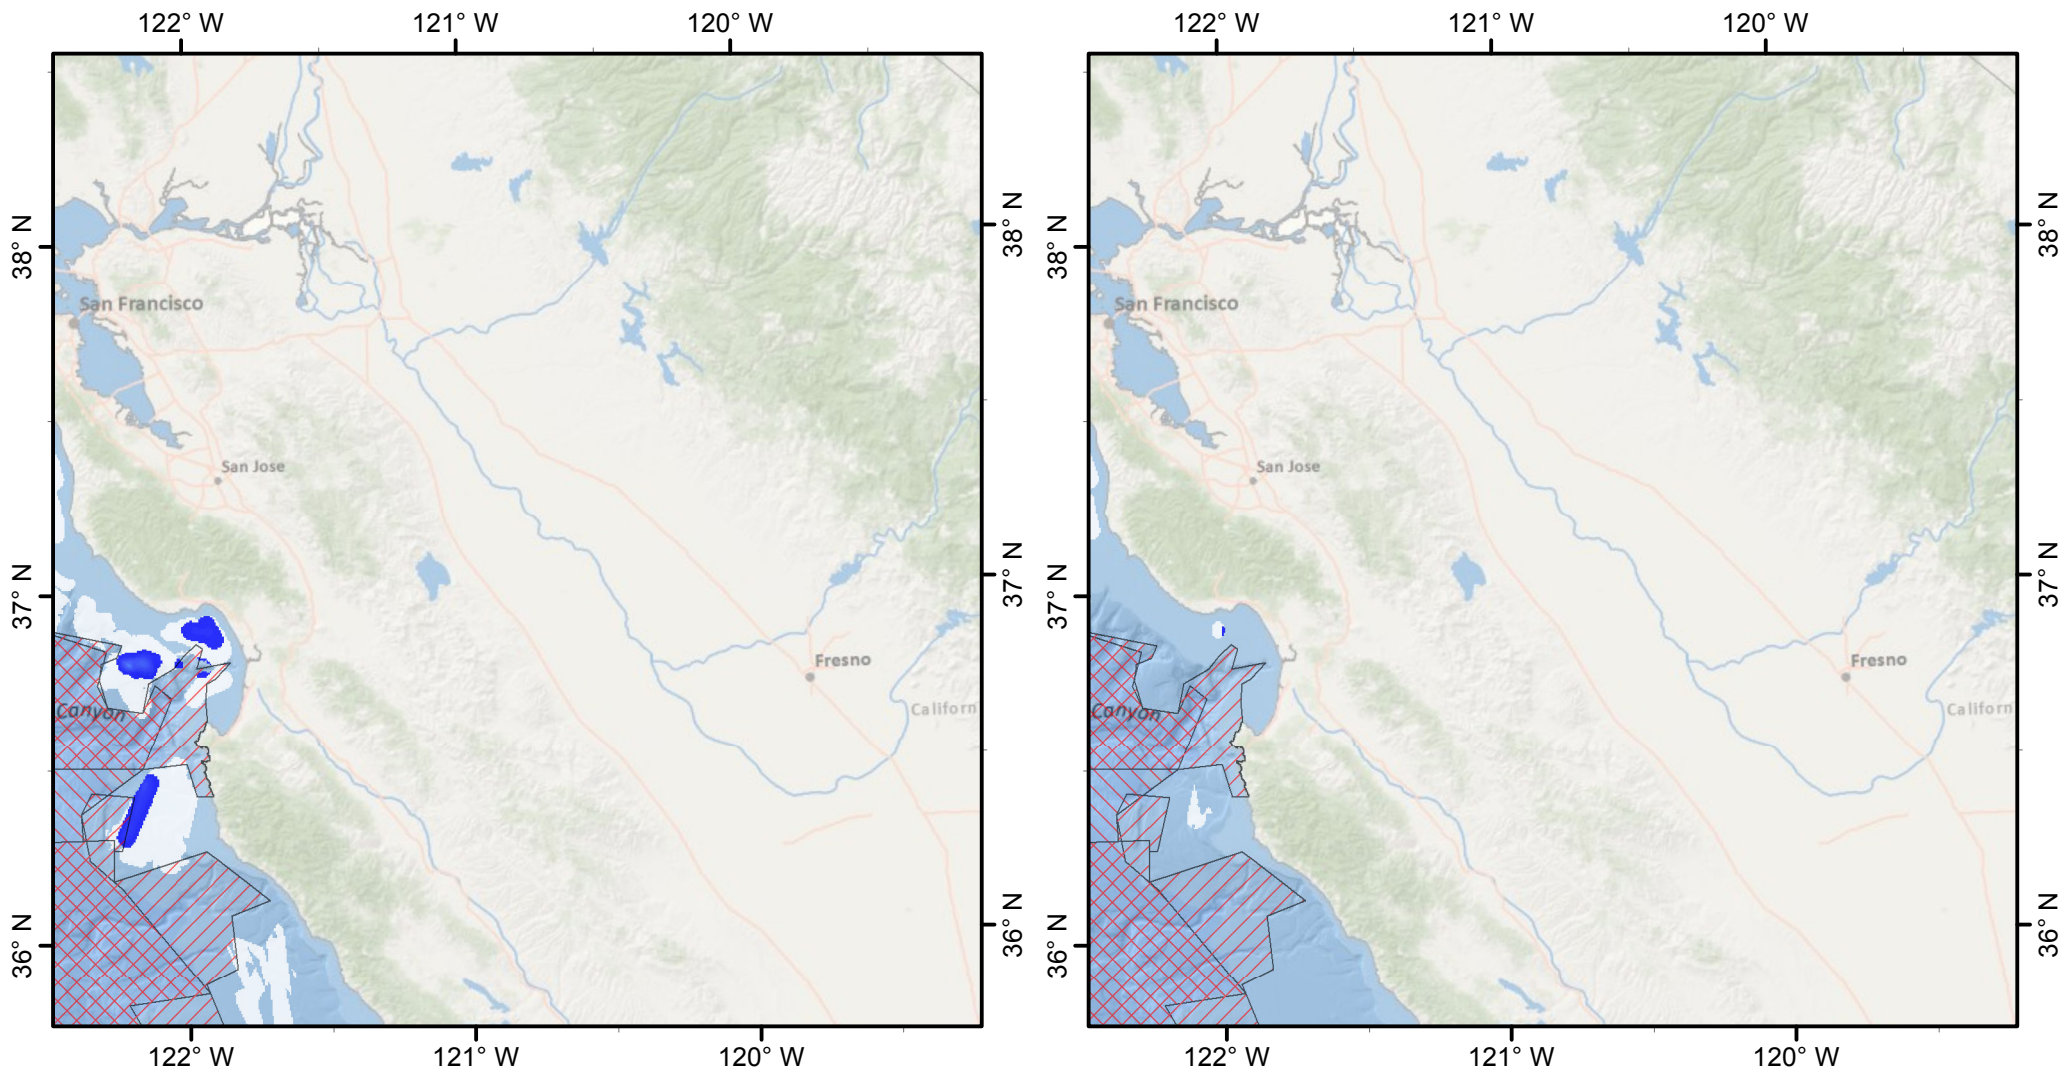 122° W 121° W 120° W 122° W 121° W 120° W
38° N 38° N 38° N 38° N
San Francisco San Francisco
San Jose San Jose
37° N 37° N 37° N 37° N
Fresno Fresno
Canyon Californ Canyon Californ
36° N 36° N 36° N 36° N
122° W 121° W 120° W 122° W 121° W 120° W